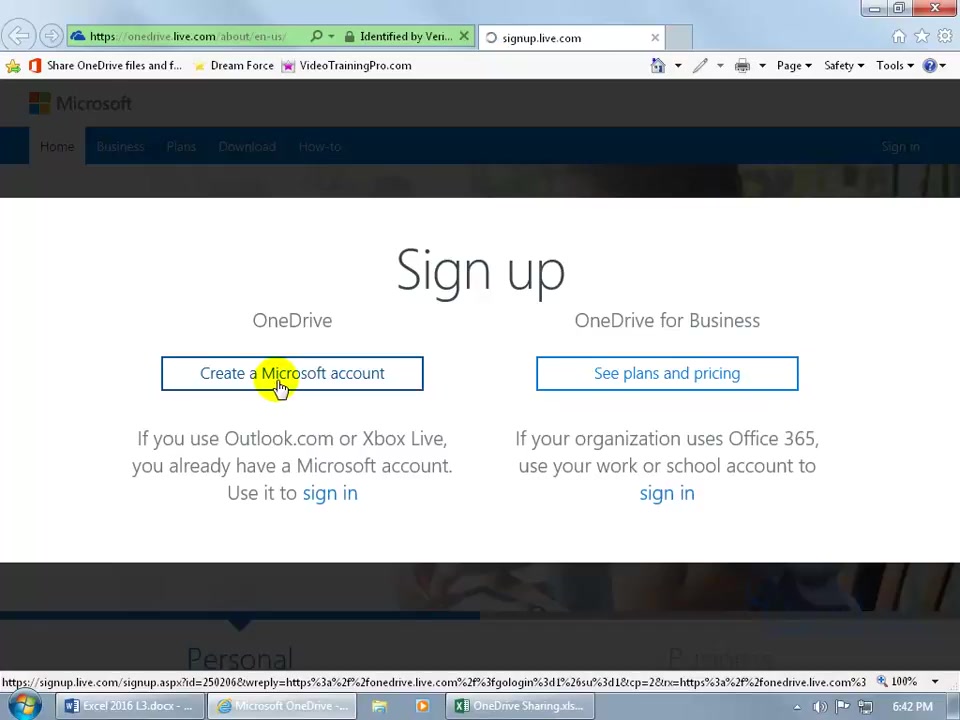 https://onedrive.live.com/about/en-us/
Identified by Veri...
signup.live.com
Share OneDrive files and f...
Dream Force
VideoTrainingPro.com
Page
Safety
Tools
Microsoft
Home
Business
Plans
Download
How-to
Sign in
Sign up
OneDrive
OneDrive for Business
Create a Microsoft account
See plans and pricing
If you use Outlook.com or Xbox Live,
you already have a Microsoft account.
Use it to sign in
If your organization uses Office 365,
use your work or school account to
sign in
Personal
Business
https://signup.live.com/signup.aspx?id=250206&wreply=https%3a%2f%2fonedrive.live.com%2f%3fgologin%3d1%26su%3d1&cp=2&rx=https%3a%2f%2fonedrive.live.com%3
100%
Excel 2016 L3.docx - ...
Microsoft OneDrive -...
OneDrive Sharing.xls...
6:42 PM